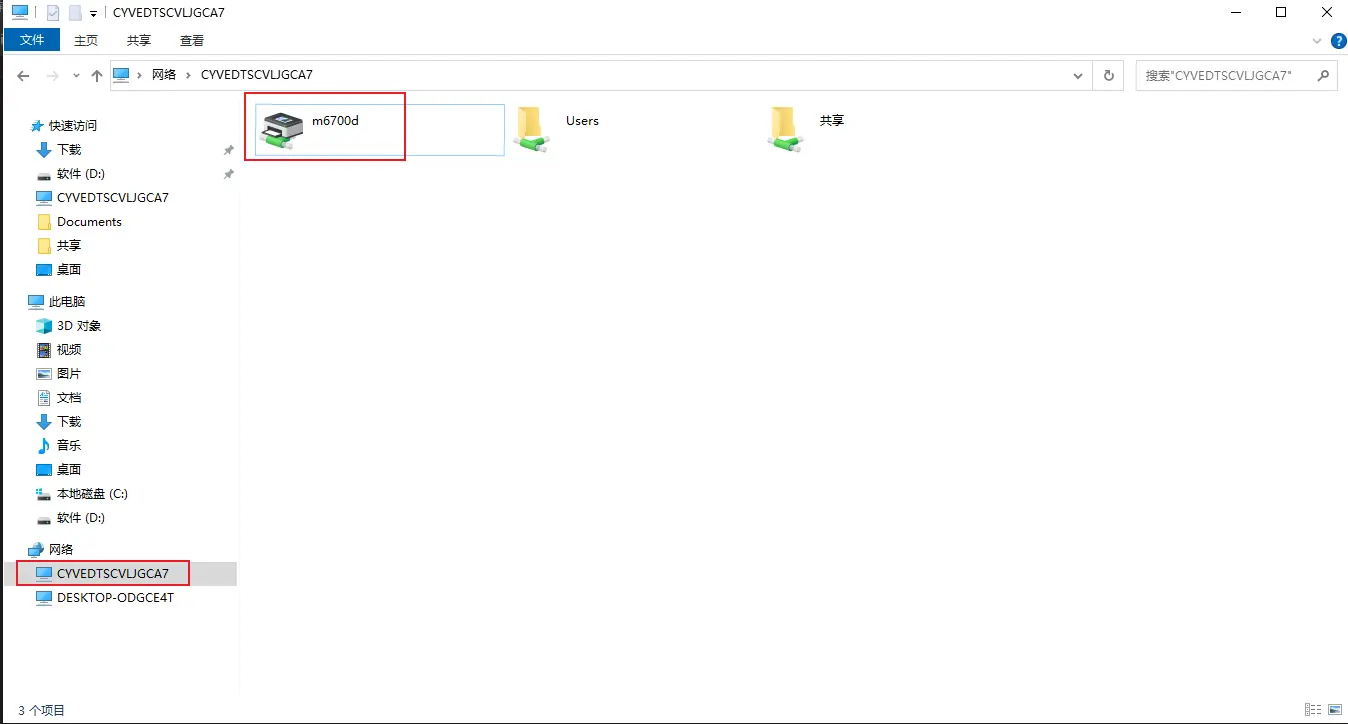 CYVEDTSCVLJGCA7
文件 主页 共享 查看
网络 CYVEDTSCVLJGCA7 搜索"CYVEDTSCVLJGCA7"
m6700d Users 共享
快速访问
下载
软件 (D:)
CYVEDTSCVLJGCA7
Documents
共享
桌面
此电脑
3D 对象
视频
图片
文档
下载
音乐
桌面
本地磁盘 (C:)
软件 (D:)
网络
CYVEDTSCVLJGCA7
DESKTOP-ODGCE4T
3 个项目